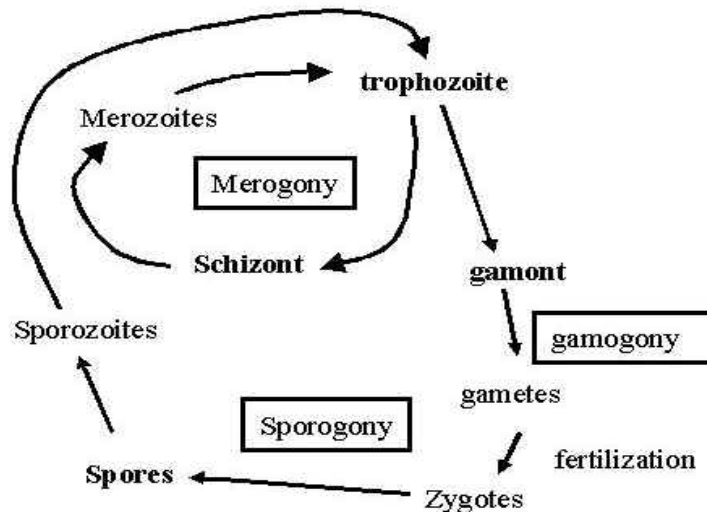 trophozoite
Merozoites
Merogony
Schizont
gamont
Sporozoites
gamogony
gametes
Sporogony
fertilization
Spores
Zygotes